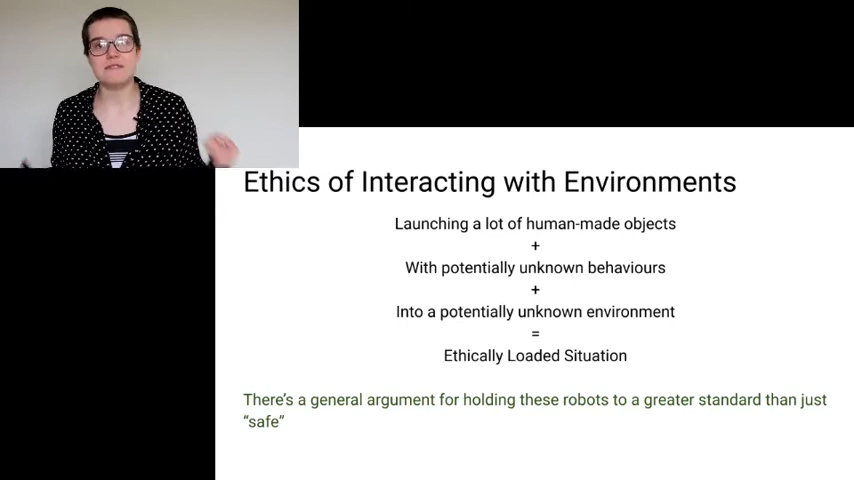 Ethics of Interacting with Environments
Launching a lot of human-made objects
+
With potentially unknown behaviours
+
Into a potentially unknown environment
=
Ethically Loaded Situation
There's a general argument for holding these robots to a greater standard than just
“safe”